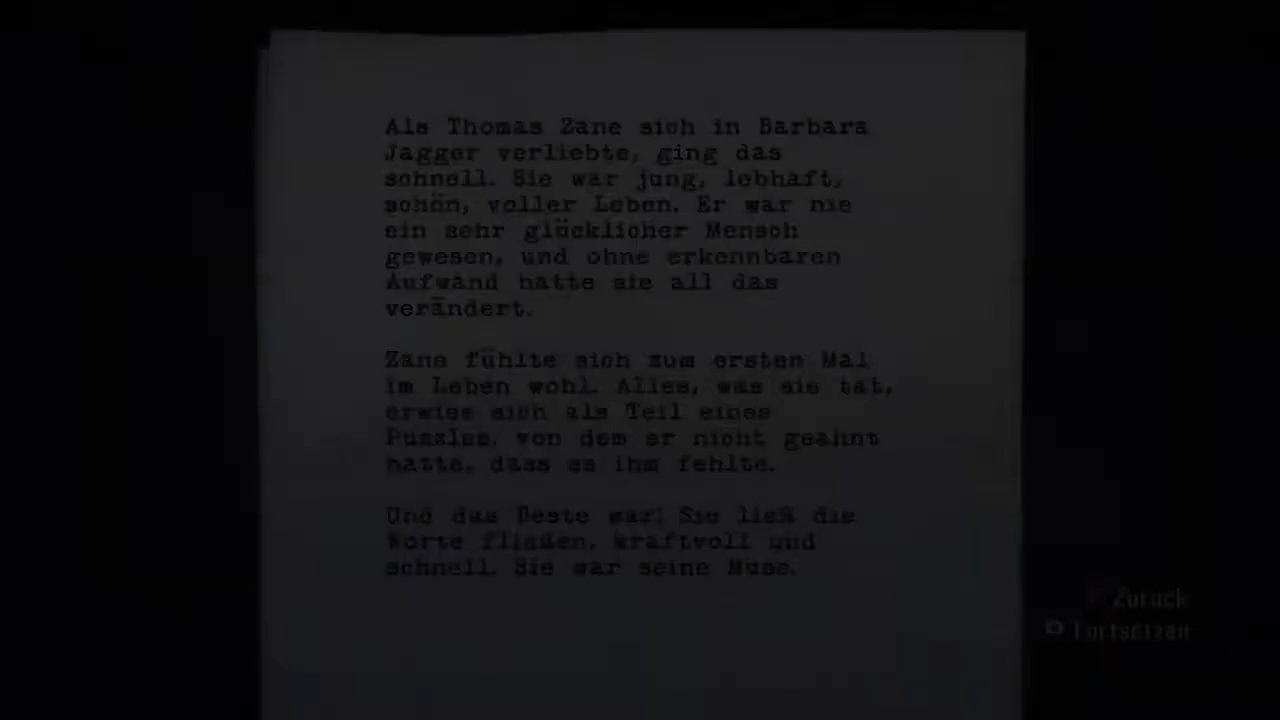 Als Thomas Zane sich in Barbara
Jagger verliebte, ging das
schnell. Sie war jung, lebhaft,
schön, voller Leben. Er war nie
ein sehr glücklicher Mensch
gewesen, und ohne erkennbaren
Aufwand hatte sie all das
verändert.
Zane fühlte sich zum ersten Mal
im Leben wohl. Alles, was sie tat,
erwies sich als Teil eines
Puzzles, von dem er nicht geahnt
hatte, dass es ihm fehlte.
Und das Beste war: Sie ließ die
Worte fließen, kraftvoll und
schnell. Sie war seine Muse.
Zurück
Fortsetzen